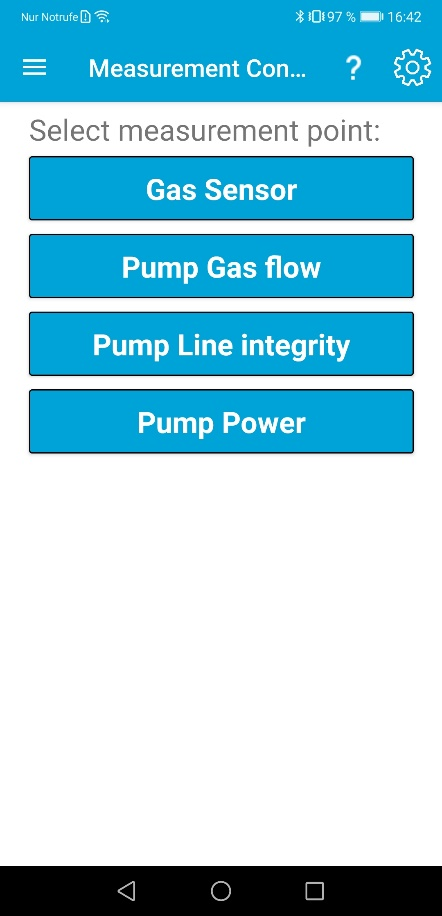 Nur Notrufe 97 % 16:42
Measurement Con... ?
Select measurement point:
Gas Sensor
Pump Gas flow
Pump Line integrity
Pump Power